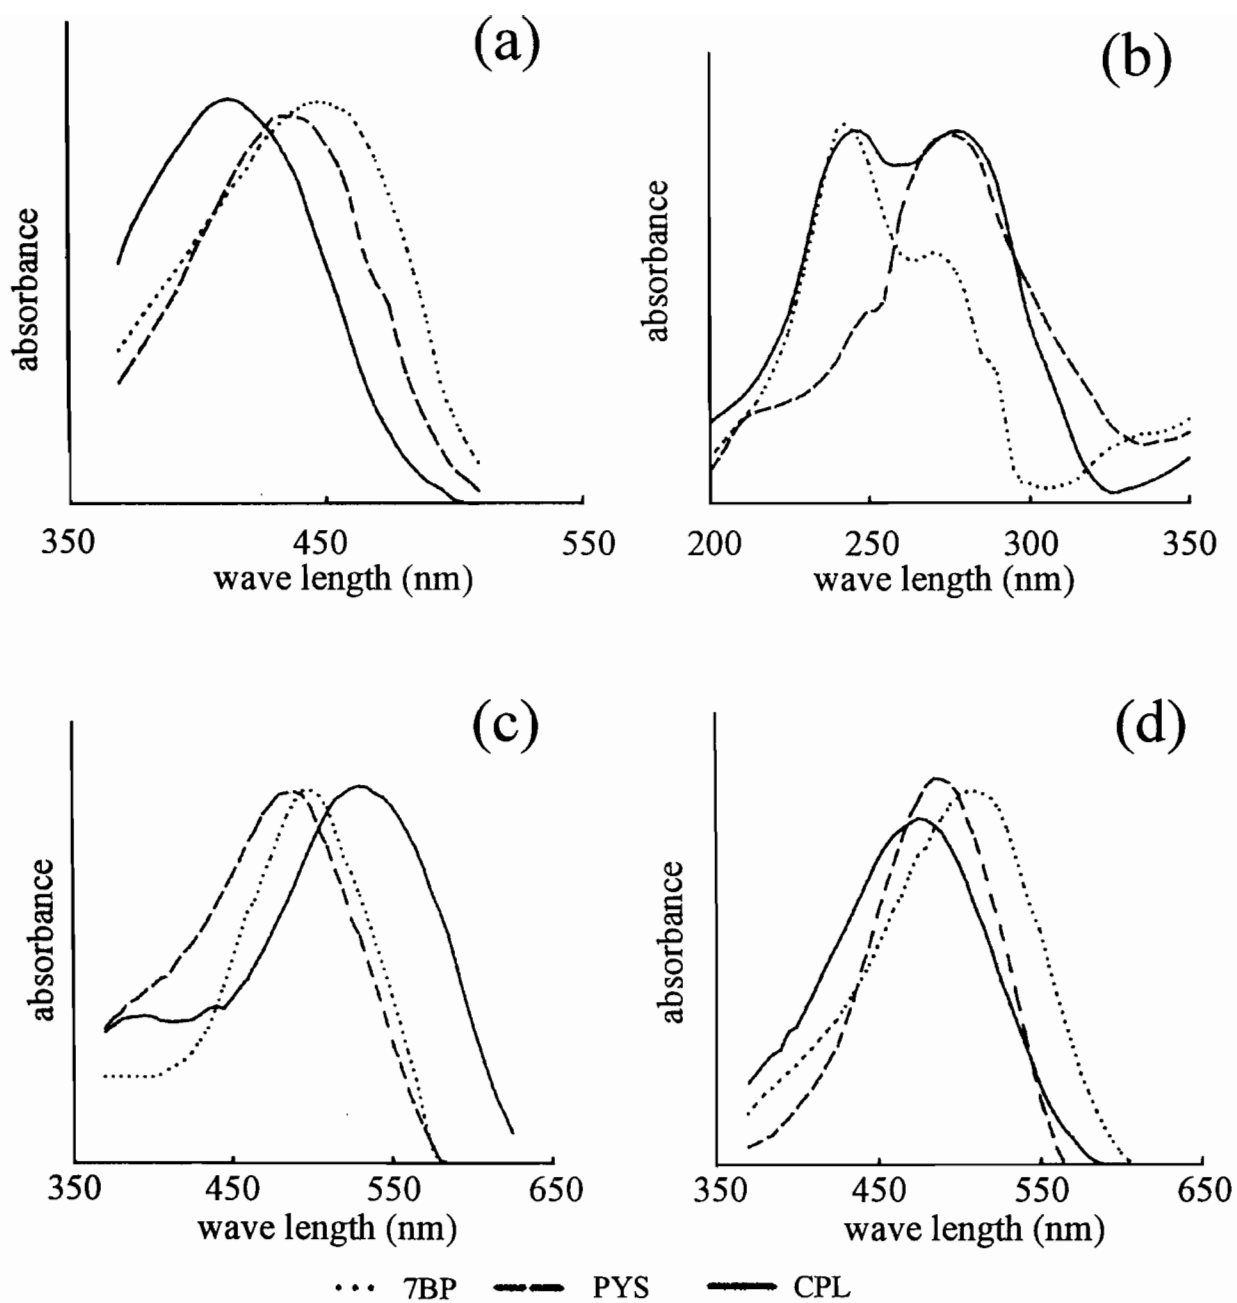 (a)
absorbance
350 450 550
wave length (nm)
(b)
absorbance
200 250 300 350
wave length (nm)
(c)
absorbance
350 450 550 650
wave length (nm)
(d)
absorbance
350 450 550 650
wave length (nm)
7BP PYS CPL